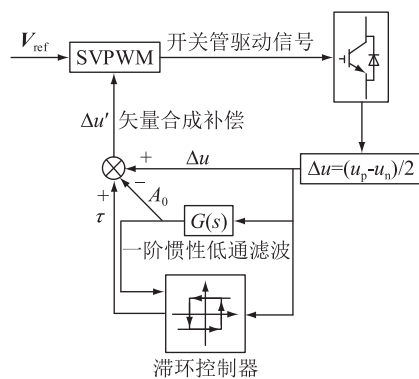 V_ref
SVPWM
开关管驱动信号
Δu′ 矢量合成补偿
+ Δu
Δu=(u_p-u_n)/2
−
+
τ
A_0
G(s)
一阶惯性低通滤波
滞环控制器